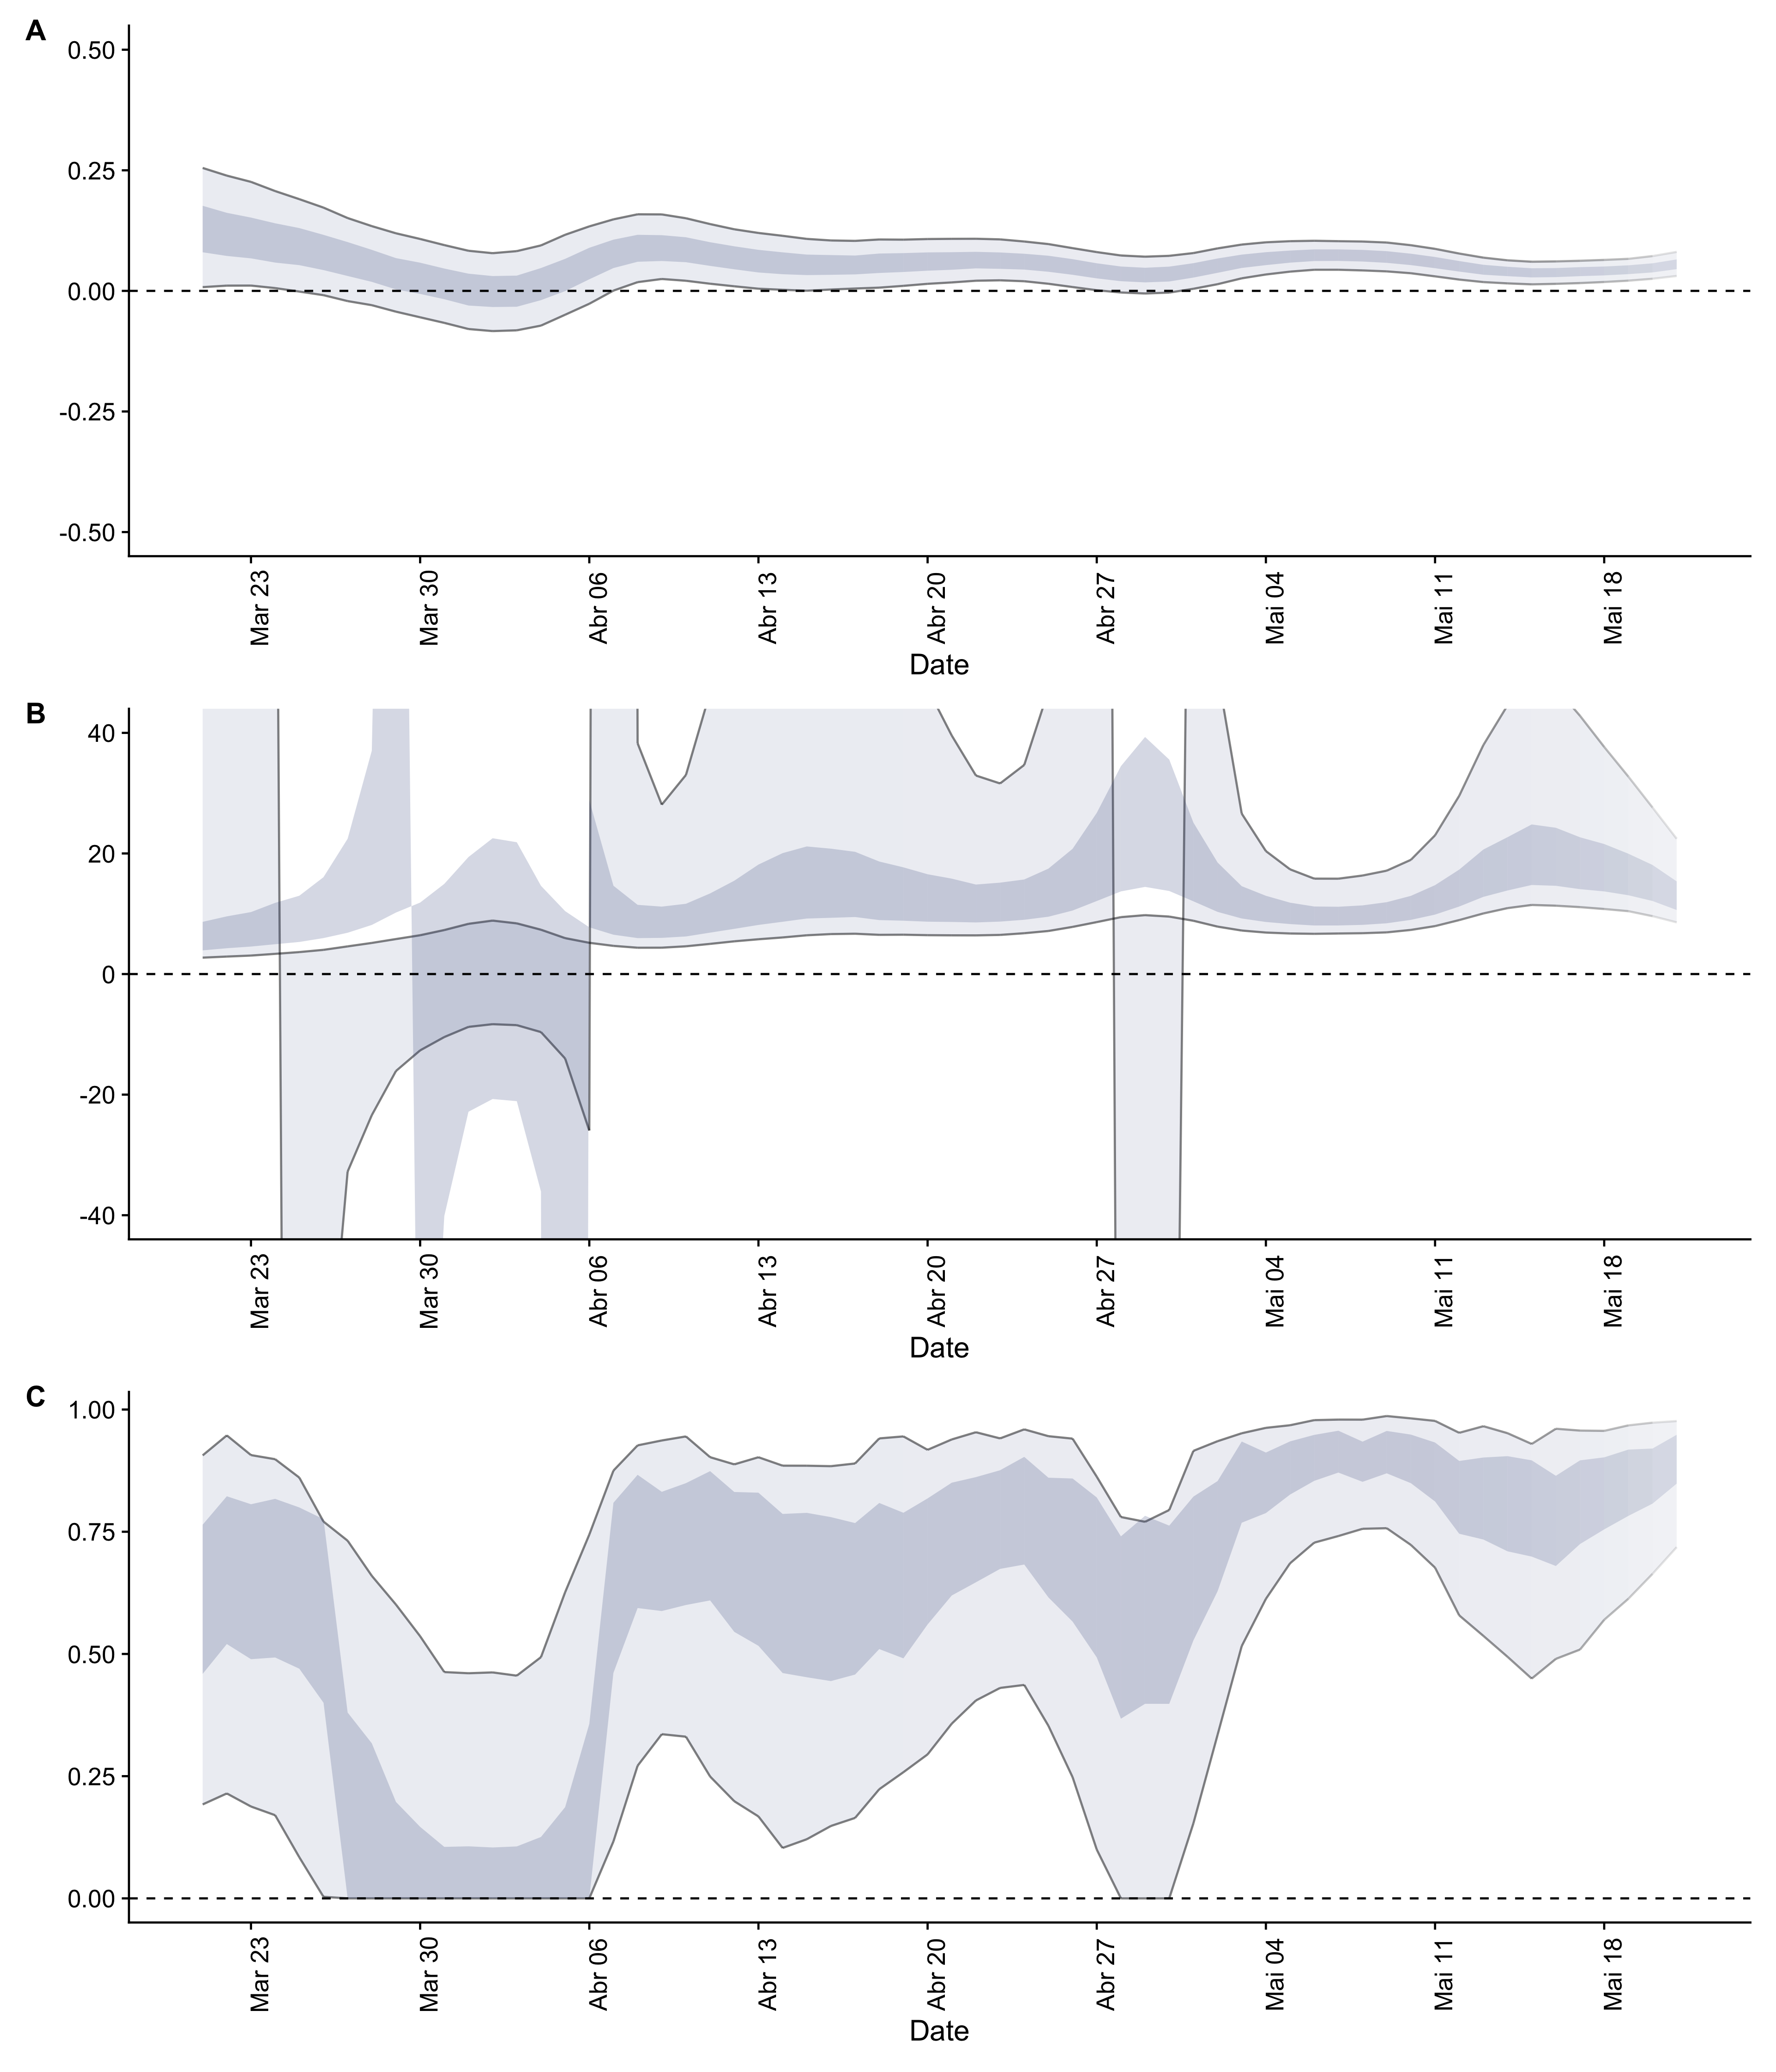 A
0.50
0.25
0.00
-0.25
-0.50
Mar 23
Mar 30
Abr 06
Abr 13
Abr 20
Abr 27
Mai 04
Mai 11
Mai 18
Date
B
40
20
0
-20
-40
Mar 23
Mar 30
Abr 06
Abr 13
Abr 20
Abr 27
Mai 04
Mai 11
Mai 18
Date
C
1.00
0.75
0.50
0.25
0.00
Mar 23
Mar 30
Abr 06
Abr 13
Abr 20
Abr 27
Mai 04
Mai 11
Mai 18
Date